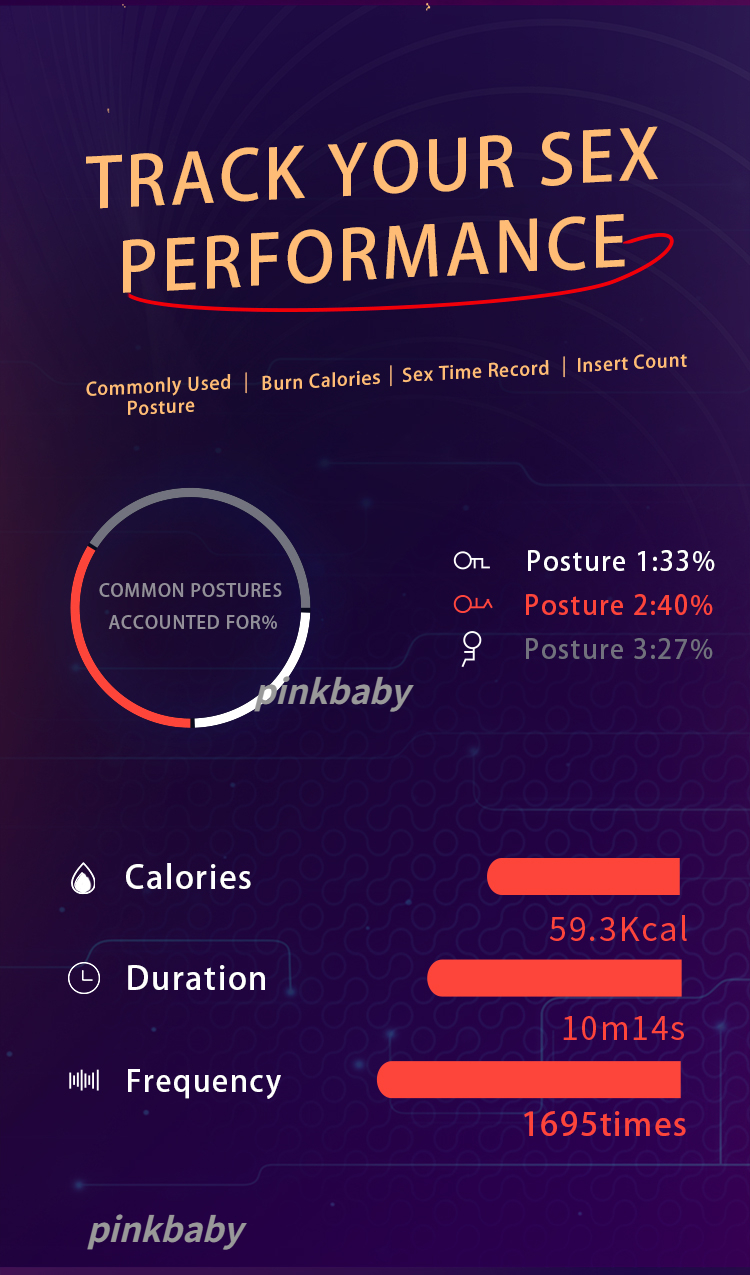 TRACK YOUR SEX
PERFORMANCE
Commonly Used Posture | Burn Calories | Sex Time Record | Insert Count
COMMON POSTURES
ACCOUNTED FOR%
Posture 1:33%
Posture 2:40%
Posture 3:27%
pinkbaby
Calories
59.3Kcal
Duration
10m14s
Frequency
1695times
pinkbaby